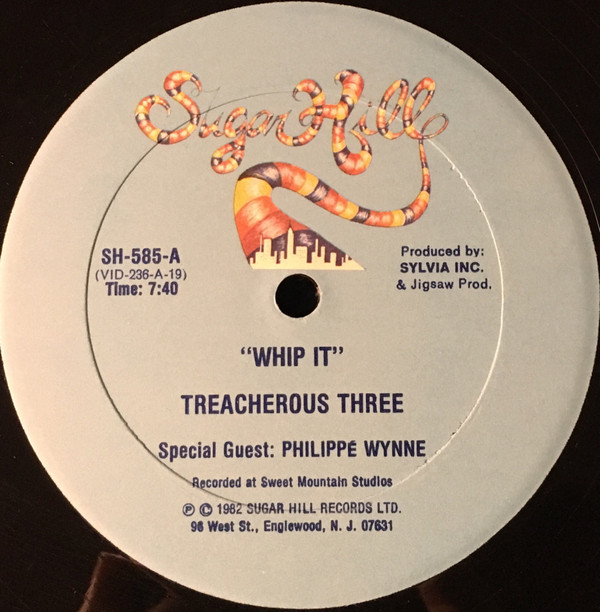 Sugar Hill
SH-585-A
(VID-236-A-19)
Time: 7:40
Produced by:
SYLVIA INC.
& Jigsaw Prod.
“WHIP IT”
TREACHEROUS THREE
Special Guest: PHILIPPÉ WYNNE
Recorded at Sweet Mountain Studios
Ⓟ © 1982 SUGAR HILL RECORDS LTD.
96 West St., Englewood, N. J. 07631